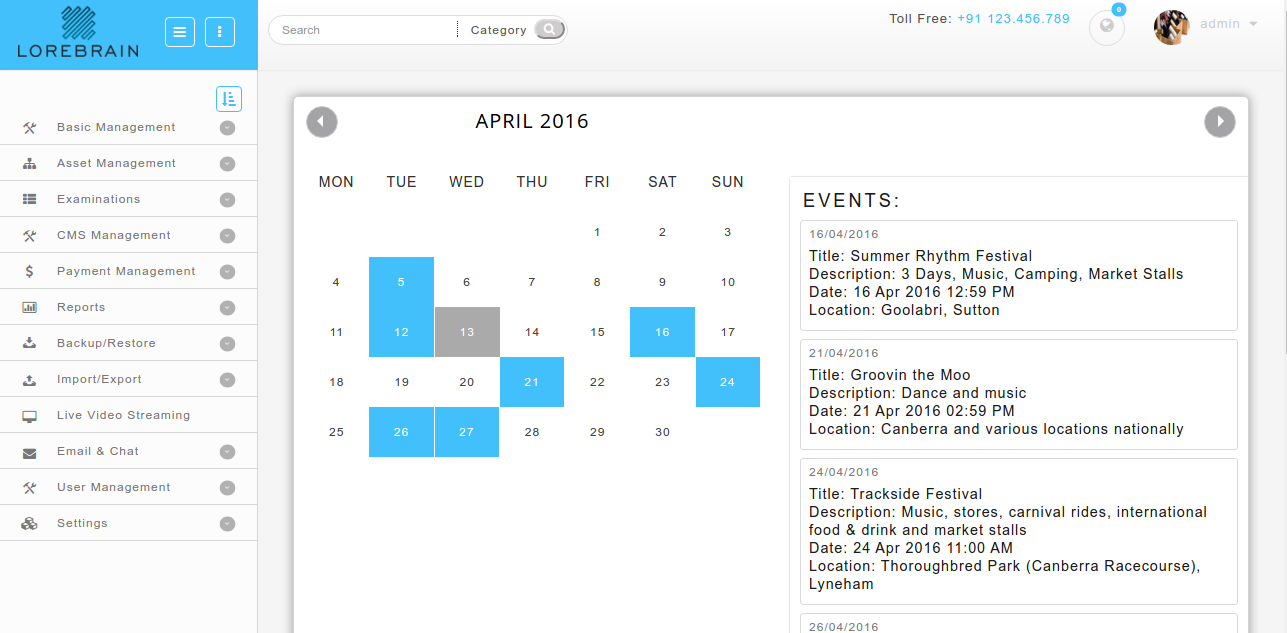 LOREBRAIN
Search
Category
Toll Free: +91 123.456.789
0
admin
Basic Management
Asset Management
Examinations
CMS Management
Payment Management
Reports
Backup/Restore
Import/Export
Live Video Streaming
Email & Chat
User Management
Settings
APRIL 2016
MON TUE WED THU FRI SAT SUN
1 2 3
4 5 6 7 8 9 10
11 12 13 14 15 16 17
18 19 20 21 22 23 24
25 26 27 28 29 30
EVENTS:
16/04/2016
Title: Summer Rhythm Festival
Description: 3 Days, Music, Camping, Market Stalls
Date: 16 Apr 2016 12:59 PM
Location: Goolabri, Sutton
21/04/2016
Title: Groovin the Moo
Description: Dance and music
Date: 21 Apr 2016 02:59 PM
Location: Canberra and various locations nationally
24/04/2016
Title: Trackside Festival
Description: Music, stores, carnival rides, international
food & drink and market stalls
Date: 24 Apr 2016 11:00 AM
Location: Thoroughbred Park (Canberra Racecourse),
Lyneham
26/04/2016